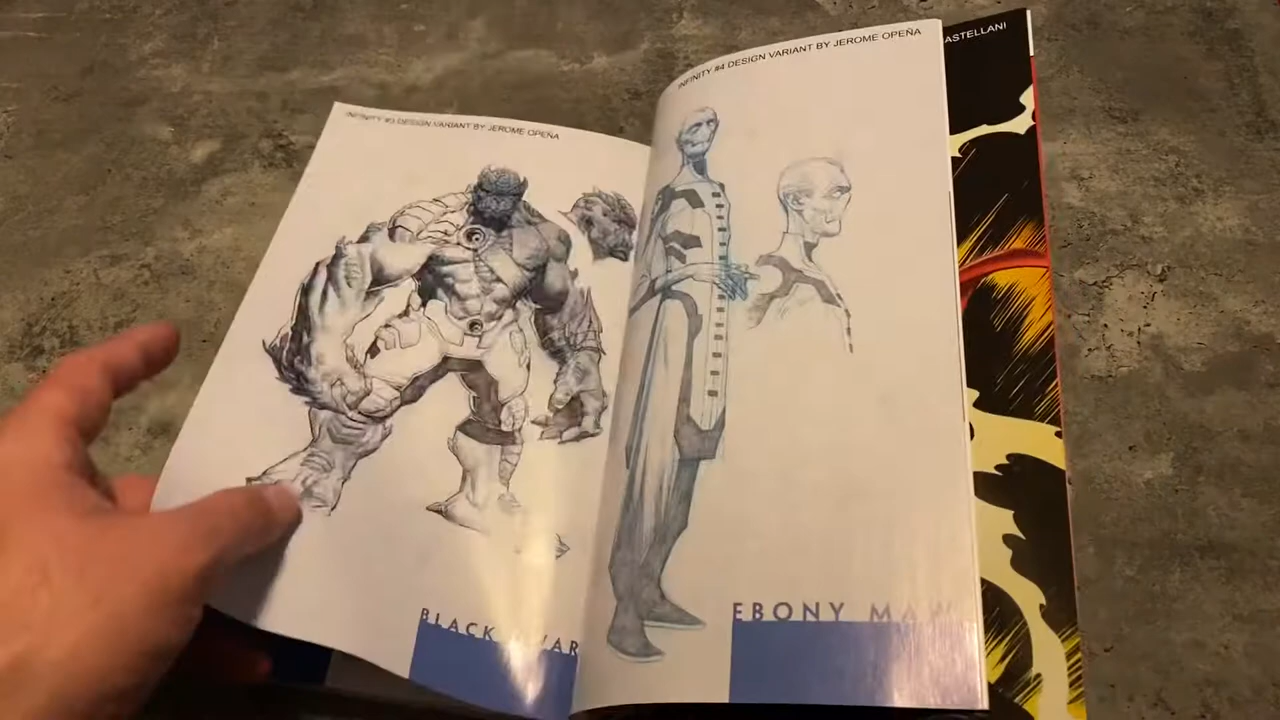 INFINITY #3 DESIGN VARIANT BY JEROME OPEÑA
BLACK
INFINITY #4 DESIGN VARIANT BY JEROME OPEÑA
EBONY MAW
ASTELLANI